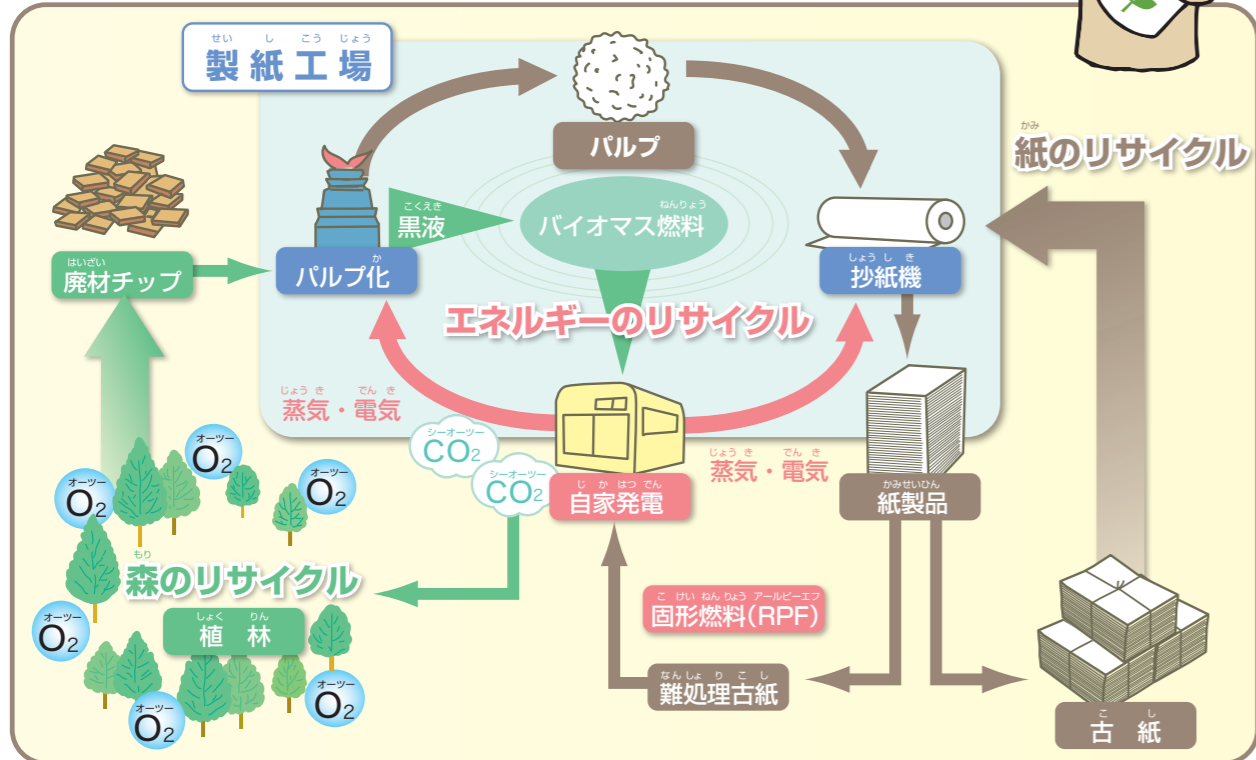 せい し こう じょう
製紙工場
パルプ
かみ
紙のリサイクル
こくえき
黒液
ねんりょう
バイオマス燃料
はいざい
廃材チップ
か
パルプ化
しょう し き
抄紙機
エネルギーのリサイクル
じょう き でん き
蒸気・電気
シーオーツー
CO2
シーオーツー
CO2
じ か はつ でん
自家発電
じょう き でん き
蒸気・電気
かみせいひん
紙製品
オーツー
O2
オーツー
O2
オーツー
O2
もり
森のリサイクル
しょく りん
植林
オーツー
O2
オーツー
O2
オーツー
O2
こ けい ねん りょう アールピーエフ
固形燃料(RPF)
なん しょ り こ し
難処理古紙
こ し
古紙